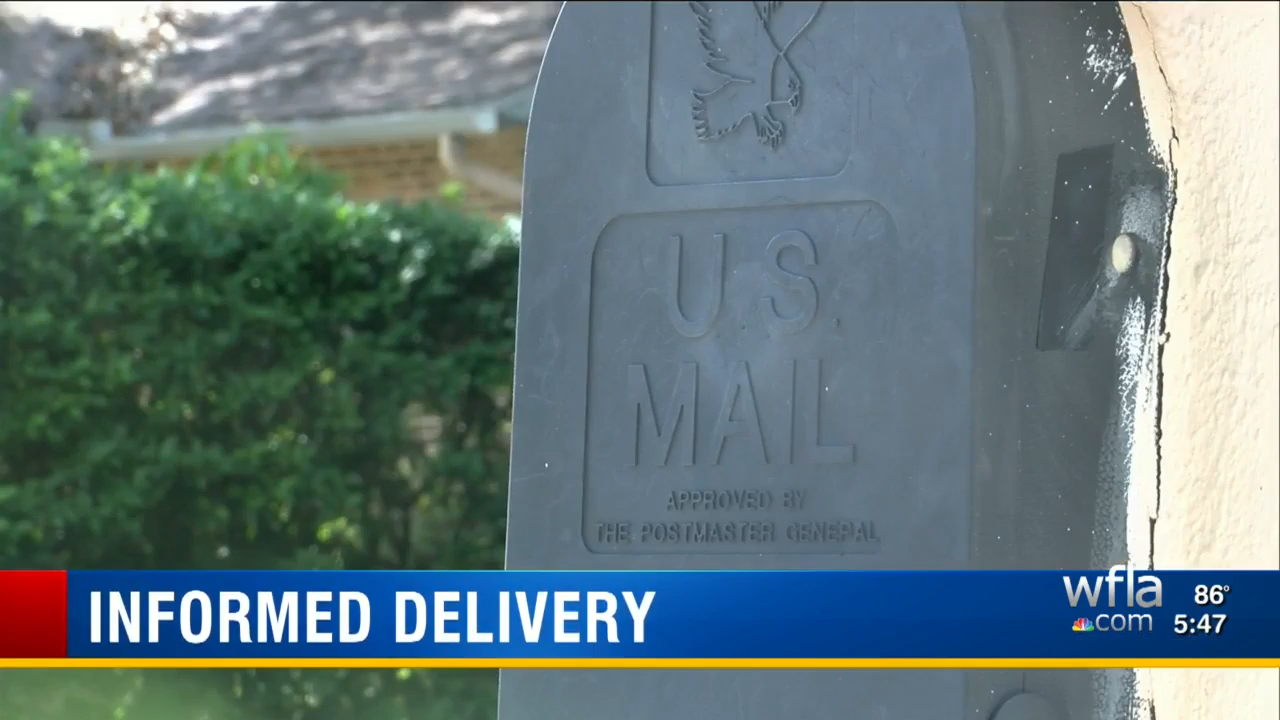 U.S.
MAIL
APPROVED BY
THE POSTMASTER GENERAL
INFORMED DELIVERY
wfla
.com
86°
5:47